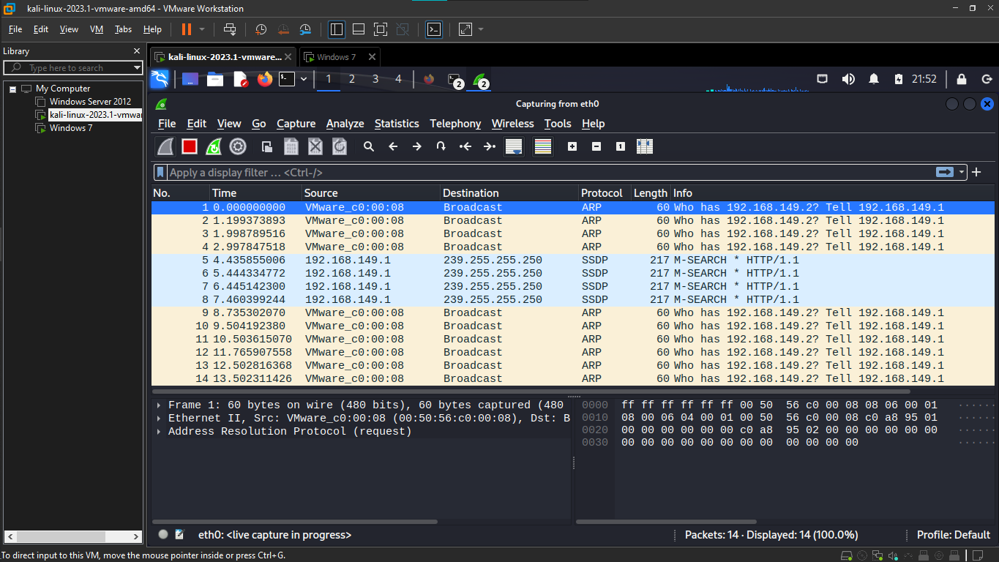 kali-linux-2023.1-vmware-amd64 - VMware Workstation
File Edit View VM Tabs Help
Library
kali-linux-2023.1-vmware... Windows 7
Type here to search
My Computer
Windows Server 2012
kali-linux-2023.1-vmwar
Windows 7
1 2 3 4 2 2 21:52
Capturing from eth0
File Edit View Go Capture Analyze Statistics Telephony Wireless Tools Help
Apply a display filter ... <Ctrl-/>
No. Time Source Destination Protocol Length Info
1 0.000000000 VMware_c0:00:08 Broadcast ARP 60 Who has 192.168.149.2? Tell 192.168.149.1
2 1.199373893 VMware_c0:00:08 Broadcast ARP 60 Who has 192.168.149.2? Tell 192.168.149.1
3 1.998789516 VMware_c0:00:08 Broadcast ARP 60 Who has 192.168.149.2? Tell 192.168.149.1
4 2.997847518 VMware_c0:00:08 Broadcast ARP 60 Who has 192.168.149.2? Tell 192.168.149.1
5 4.435855006 192.168.149.1 239.255.255.250 SSDP 217 M-SEARCH * HTTP/1.1
6 5.444334772 192.168.149.1 239.255.255.250 SSDP 217 M-SEARCH * HTTP/1.1
7 6.445142300 192.168.149.1 239.255.255.250 SSDP 217 M-SEARCH * HTTP/1.1
8 7.460399244 192.168.149.1 239.255.255.250 SSDP 217 M-SEARCH * HTTP/1.1
9 8.735302070 VMware_c0:00:08 Broadcast ARP 60 Who has 192.168.149.2? Tell 192.168.149.1
10 9.504192380 VMware_c0:00:08 Broadcast ARP 60 Who has 192.168.149.2? Tell 192.168.149.1
11 10.503615070 VMware_c0:00:08 Broadcast ARP 60 Who has 192.168.149.2? Tell 192.168.149.1
12 11.765907558 VMware_c0:00:08 Broadcast ARP 60 Who has 192.168.149.2? Tell 192.168.149.1
13 12.502816368 VMware_c0:00:08 Broadcast ARP 60 Who has 192.168.149.2? Tell 192.168.149.1
14 13.502311426 VMware_c0:00:08 Broadcast ARP 60 Who has 192.168.149.2? Tell 192.168.149.1
Frame 1: 60 bytes on wire (480 bits), 60 bytes captured (480
Ethernet II, Src: VMware_c0:00:08 (00:50:56:c0:00:08), Dst: B
Address Resolution Protocol (request)
0000 ff ff ff ff ff ff 00 50 56 c0 00 08 08 06 00 01 ······
0010 08 00 06 04 00 01 00 50 56 c0 00 08 c0 a8 95 01 ······
0020 00 00 00 00 00 00 c0 a8 95 02 00 00 00 00 00 00 ······
0030 00 00 00 00 00 00 00 00 00 00 00 00 ······
eth0: <live capture in progress> Packets: 14 · Displayed: 14 (100.0%) Profile: Default
To direct input to this VM, move the mouse pointer inside or press Ctrl+G.